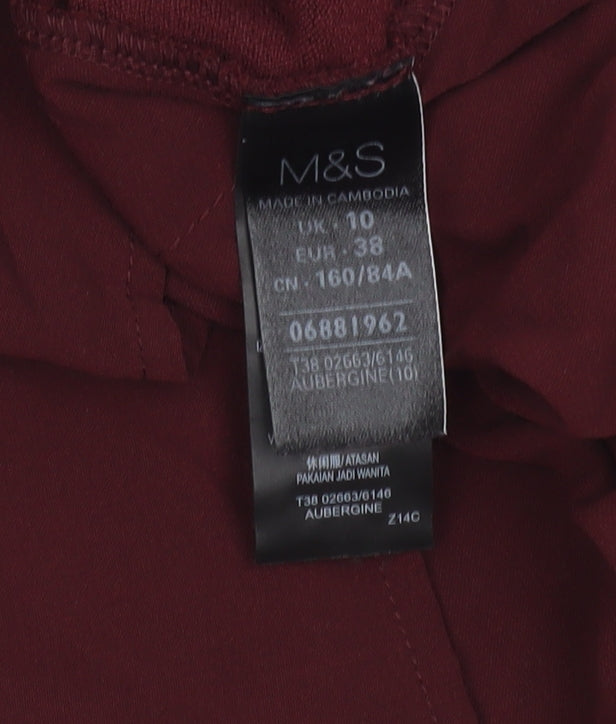 M&S
MADE IN CAMBODIA
UK · 10
EUR · 38
CN · 160/84A
06881962
T38 02663/6146
AUBERGINE(10)
休闲服/ATASAN
PAKAIAN JADI WANITA
T38 02663/6146
AUBERGINE
Z14C